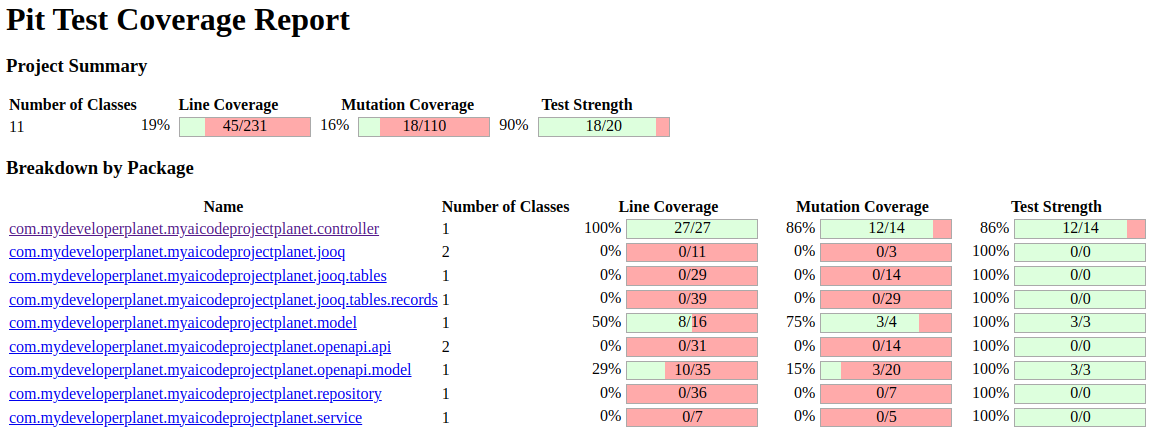 Pit Test Coverage Report
Project Summary
Number of Classes Line Coverage Mutation Coverage Test Strength
11 19% 45/231 16% 18/110 90% 18/20
Breakdown by Package
Name Number of Classes Line Coverage Mutation Coverage Test Strength
com.mydeveloperplanet.myaicodeprojectplanet.controller 1 100% 27/27 86% 12/14 86% 12/14
com.mydeveloperplanet.myaicodeprojectplanet.jooq 2 0% 0/11 0% 0/3 100% 0/0
com.mydeveloperplanet.myaicodeprojectplanet.jooq.tables 1 0% 0/29 0% 0/14 100% 0/0
com.mydeveloperplanet.myaicodeprojectplanet.jooq.tables.records 1 0% 0/39 0% 0/29 100% 0/0
com.mydeveloperplanet.myaicodeprojectplanet.model 1 50% 8/16 75% 3/4 100% 3/3
com.mydeveloperplanet.myaicodeprojectplanet.openapi.api 2 0% 0/31 0% 0/14 100% 0/0
com.mydeveloperplanet.myaicodeprojectplanet.openapi.model 1 29% 10/35 15% 3/20 100% 3/3
com.mydeveloperplanet.myaicodeprojectplanet.repository 1 0% 0/36 0% 0/7 100% 0/0
com.mydeveloperplanet.myaicodeprojectplanet.service 1 0% 0/7 0% 0/5 100% 0/0